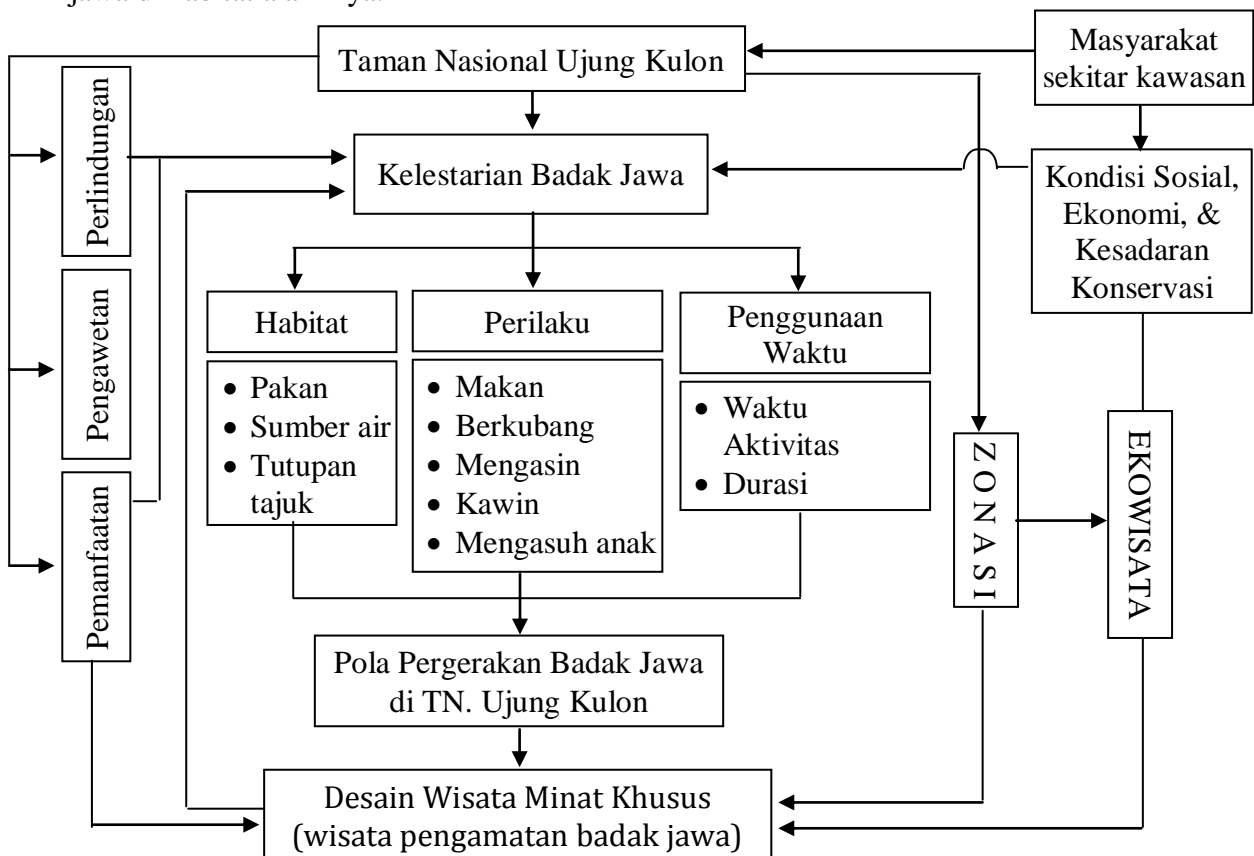 Taman Nasional Ujung Kulon
Masyarakat
sekitar kawasan
Perlindungan
Kelestarian Badak Jawa
Kondisi Sosial,
Ekonomi, &
Kesadaran
Konservasi
Pengawetan
Habitat
• Pakan
• Sumber air
• Tutupan
tajuk
Perilaku
• Makan
• Berkubang
• Mengasin
• Kawin
• Mengasuh anak
Penggunaan
Waktu
• Waktu
Aktivitas
• Durasi
ZONASI
EKOWISATA
Pemanfaatan
Pola Pergerakan Badak Jawa
di TN. Ujung Kulon
Desain Wisata Minat Khusus
(wisata pengamatan badak jawa)